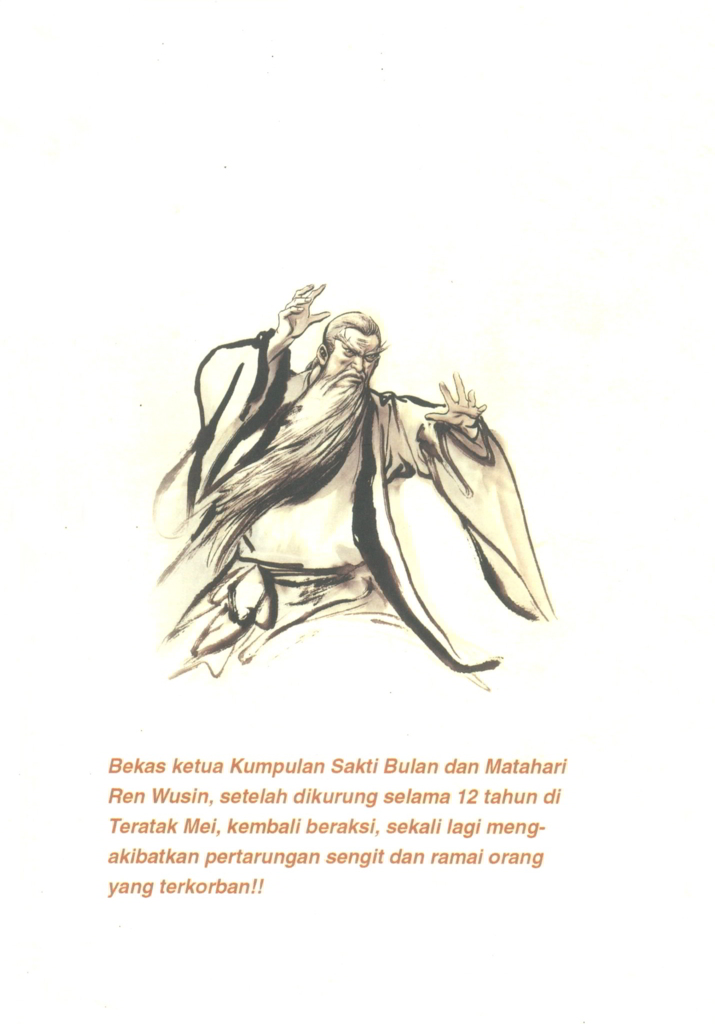 Bekas ketua Kumpulan Sakti Bulan dan Matahari
Ren Wusin, setelah dikurung selama 12 tahun di
Teratak Mei, kembali beraksi, sekali lagi meng-
akibatkan pertarungan sengit dan ramai orang
yang terkorban!!